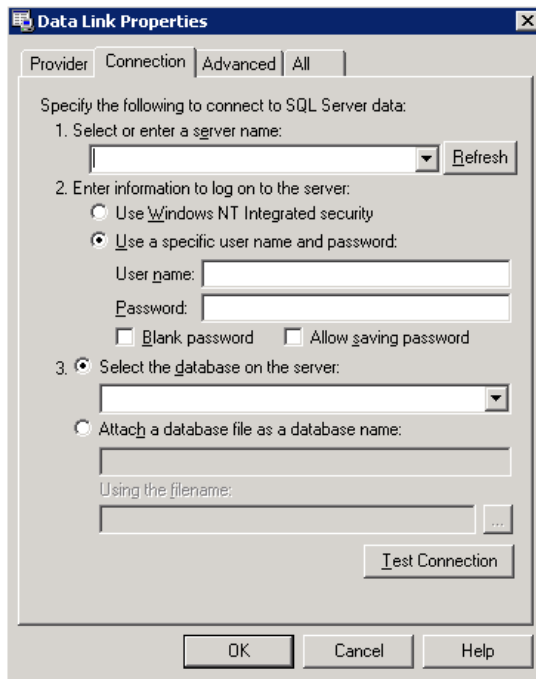 Data Link Properties
Provider Connection Advanced All
Specify the following to connect to SQL Server data:
1. Select or enter a server name:
Refresh
2. Enter information to log on to the server:
Use Windows NT Integrated security
Use a specific user name and password:
User name:
Password:
Blank password Allow saving password
3. Select the database on the server:
Attach a database file as a database name:
Using the filename:
...
Test Connection
OK Cancel Help